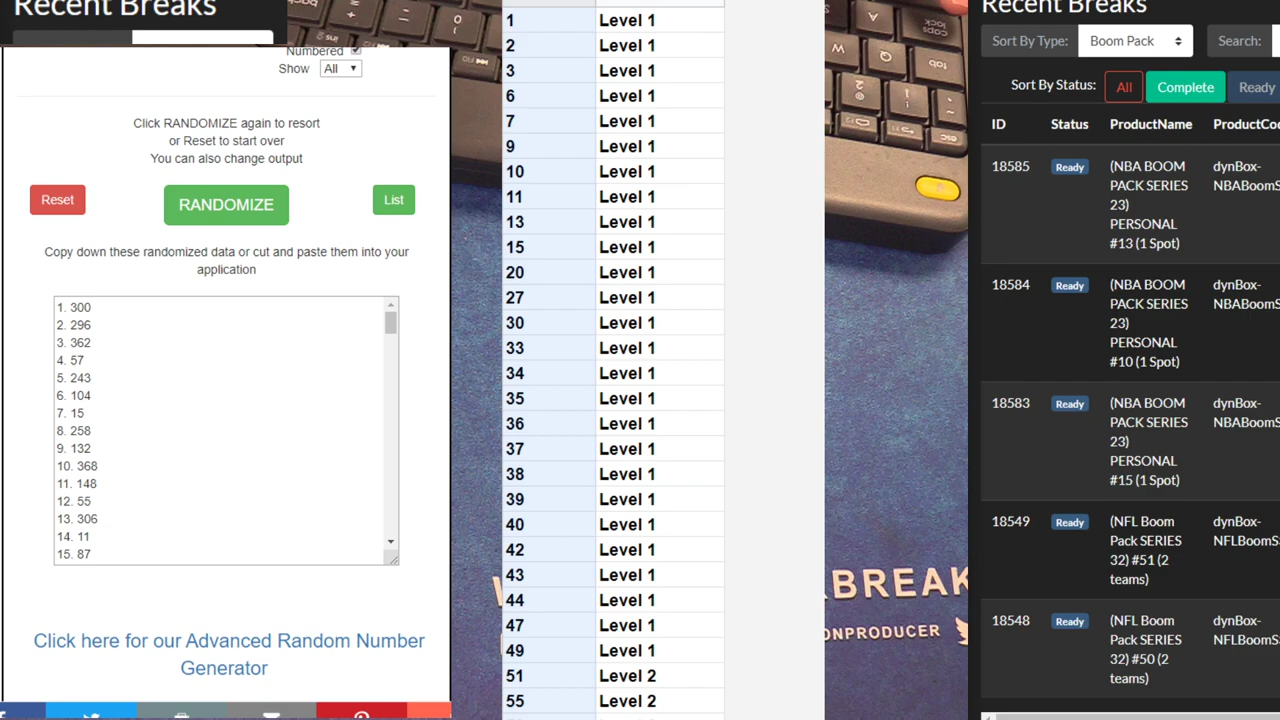 Recent Breaks
Numbered
Show All
Click RANDOMIZE again to resort
or Reset to start over
You can also change output
Reset
RANDOMIZE
List
Copy down these randomized data or cut and paste them into your
application
1. 300
2. 296
3. 362
4. 57
5. 243
6. 104
7. 15
8. 258
9. 132
10. 368
11. 148
12. 55
13. 306
14. 11
15. 87
Click here for our Advanced Random Number
Generator
1 Level 1
2 Level 1
3 Level 1
6 Level 1
7 Level 1
9 Level 1
10 Level 1
11 Level 1
13 Level 1
15 Level 1
20 Level 1
27 Level 1
30 Level 1
33 Level 1
34 Level 1
35 Level 1
36 Level 1
37 Level 1
38 Level 1
39 Level 1
40 Level 1
42 Level 1
43 Level 1
44 Level 1
47 Level 1
49 Level 1
51 Level 2
55 Level 2
caps lock
A
W
Q
tab
esc
RBREAK
ONPRODUCER
Recent Breaks
Sort By Type: Boom Pack Search:
Sort By Status: All Complete Ready
ID Status ProductName ProductCo
18585 Ready (NBA BOOM
PACK SERIES
23)
PERSONAL
#13 (1 Spot)
dynBox-
NBABoomS
18584 Ready (NBA BOOM
PACK SERIES
23)
PERSONAL
#10 (1 Spot)
dynBox-
NBABoomS
18583 Ready (NBA BOOM
PACK SERIES
23)
PERSONAL
#15 (1 Spot)
dynBox-
NBABoomS
18549 Ready (NFL Boom
Pack SERIES
32) #51 (2
teams)
dynBox-
NFLBoomS
18548 Ready (NFL Boom
Pack SERIES
32) #50 (2
teams)
dynBox-
NFLBoomS